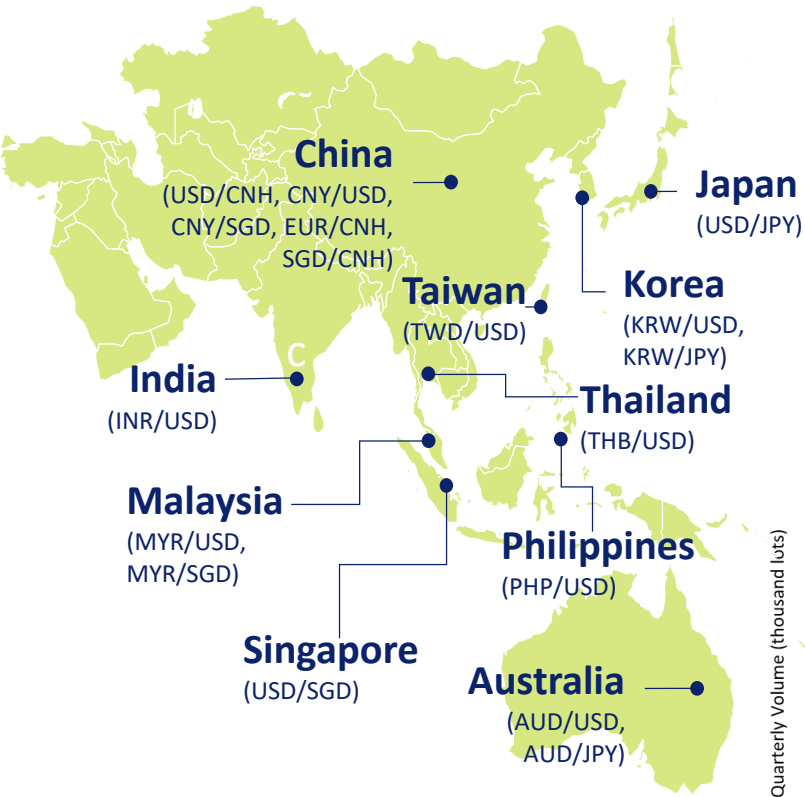 China
(USD/CNH, CNY/USD,
CNY/SGD, EUR/CNH,
SGD/CNH)
Japan
(USD/JPY)
Taiwan
(TWD/USD)
Korea
(KRW/USD,
KRW/JPY)
C
India
(INR/USD)
Thailand
(THB/USD)
Malaysia
(MYR/USD,
MYR/SGD)
Philippines
(PHP/USD)
Singapore
(USD/SGD)
Australia
(AUD/USD,
AUD/JPY)
Quarterly Volume (thousand lots)